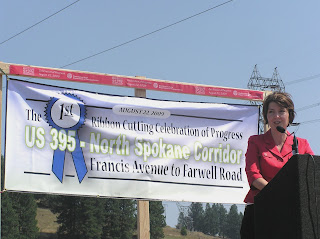 AUGUST 22, 2009
The 1st Ribbon Cutting Celebration of Progress
US 395 - North Spokane Corridor
Francis Avenue to Farwell Road